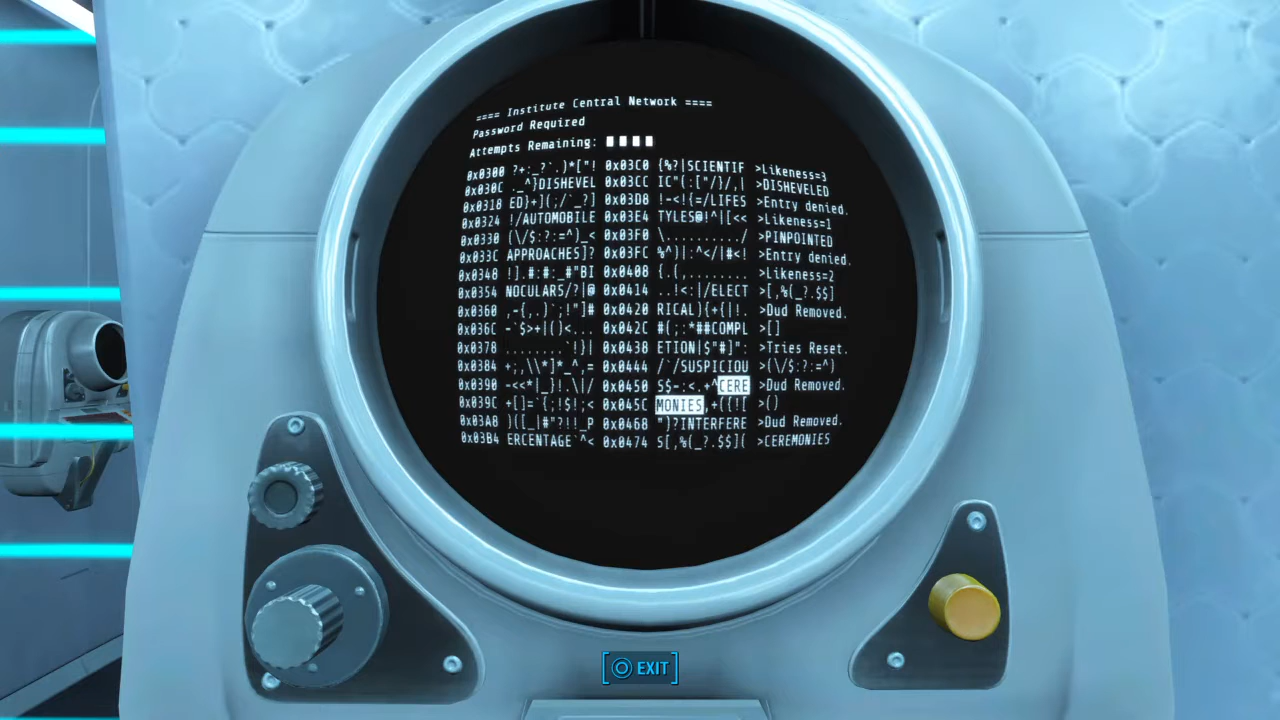 ==== Institute Central Network ====
Password Required
Attempts Remaining: ■ ■ ■ ■
0x0300 ?+:_?`.)*["! 0x03C0 {%?|SCIENTIF >Likeness=3
0x030C ._^}DISHEVEL 0x03CC IC"(:["/}/,| >DISHEVELED
0x0318 ED}+](;/`_?] 0x03D8 !-<!{=/LIFES >Entry denied.
0x0324 !/AUTOMOBILE 0x03E4 TYLES@!^|[<< >Likeness=1
0x0330 (\/$:?:=^)_< 0x03F0 \........../ >PINPOINTED
0x033C APPROACHES]? 0x03FC %^)|:^</|#<! >Entry denied.
0x0348 !].#:#:_#"BI 0x0408 {.(,........ >Likeness=2
0x0354 NOCULARS/?|@ 0x0414 ..!<:|/ELECT >[,%(_?.$$]
0x0360 ,-{,.)`;!"]# 0x0420 RICAL){+{|!. >Dud Removed.
0x036C -`$>+|()<... 0x042C #(;:*##COMPL >[]
0x0378 ........`!}| 0x0438 ETION|$"#]": >Tries Reset.
0x0384 +;,\\*]*_^,= 0x0444 /`/SUSPICIOU >(\/$:?:=^)
0x0390 -<<*|_}!.\|/ 0x0450 S$-:<.+^CERE >Dud Removed.
0x039C +[]=`{;!$!;< 0x045C MONIES,+({![ >()
0x03A8 )([_|#"?!!_P 0x0468 ")?INTERFERE >Dud Removed.
0x03B4 ERCENTAGE`^< 0x0474 S[,%(_?.$$]( >CEREMONIES
EXIT